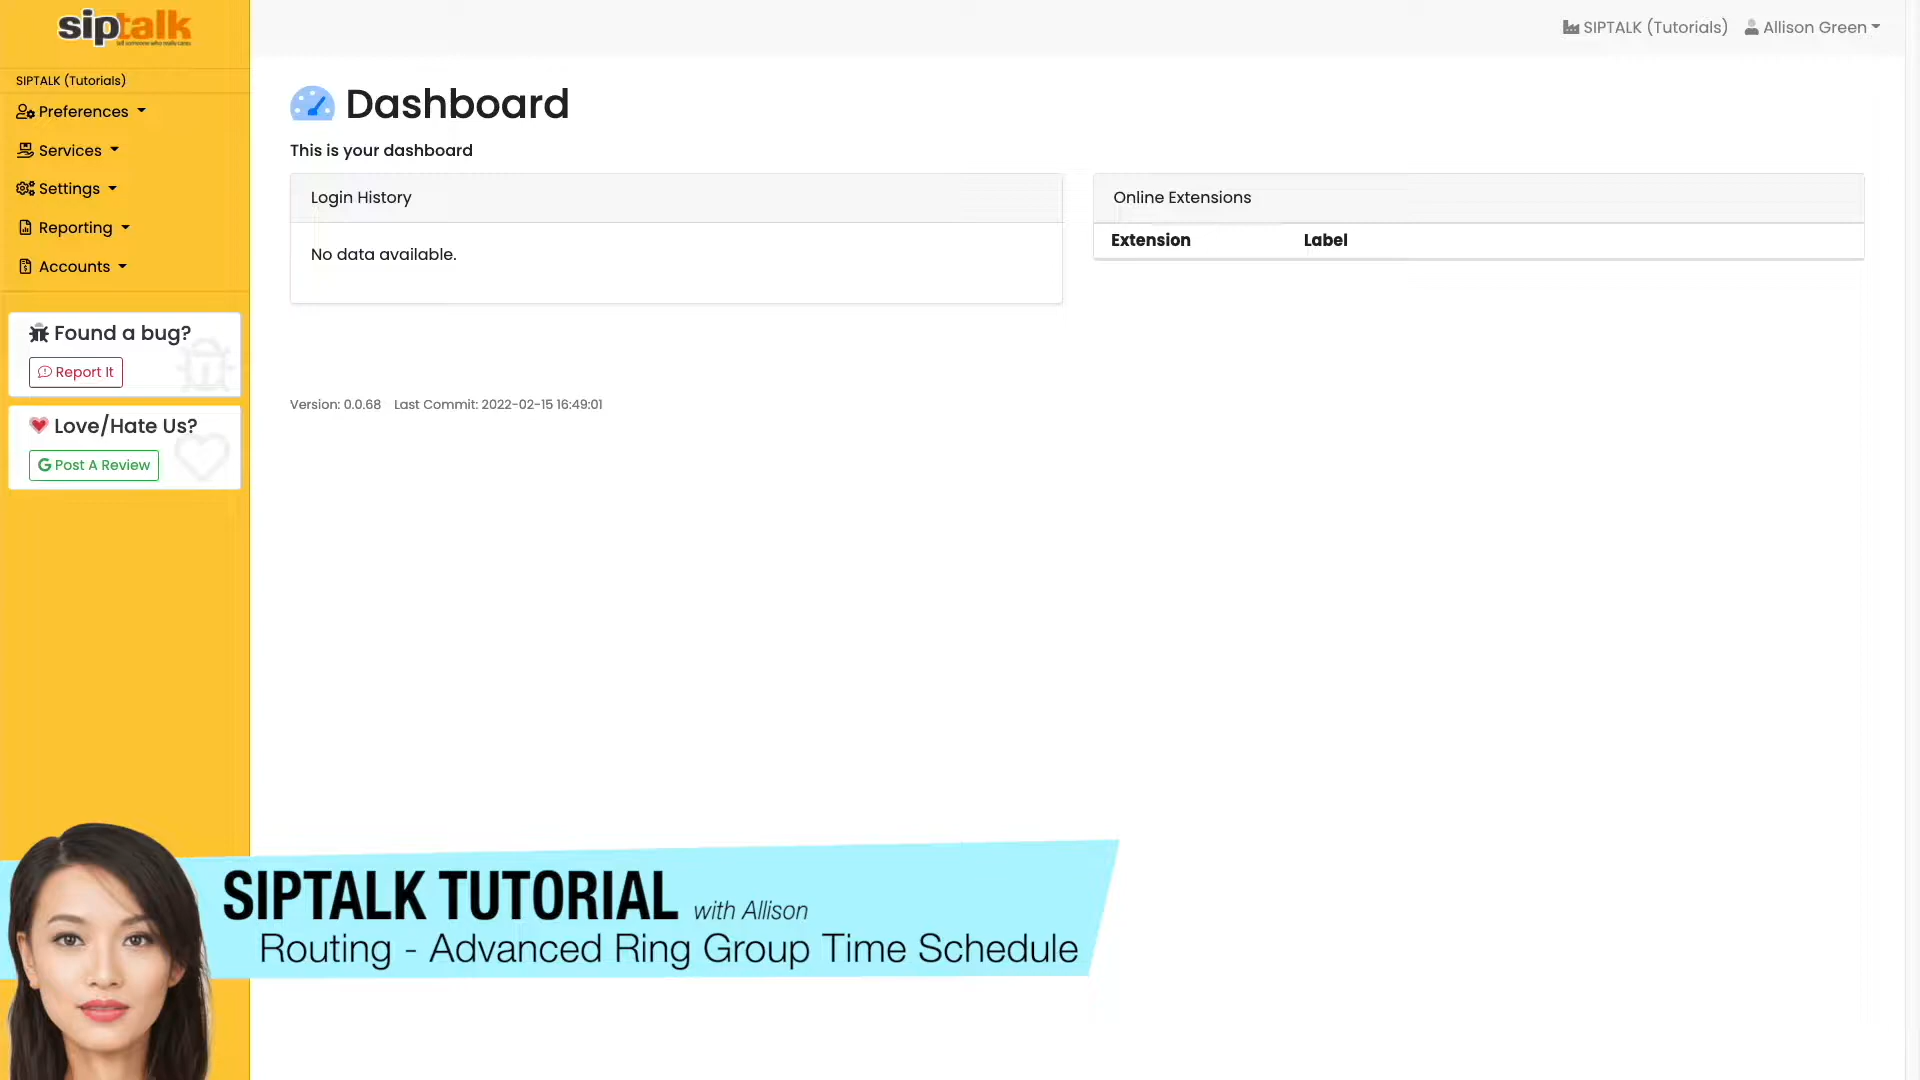 siptalk
SIPTALK (Tutorials)
Allison Green
SIPTALK (Tutorials)
Preferences
Services
Settings
Reporting
Accounts
Found a bug?
Report It
Love/Hate Us?
Post A Review
Dashboard
This is your dashboard
Login History
No data available.
Online Extensions
Extension Label
Version: 0.0.68 Last Commit: 2022-02-15 16:49:01
SIPTALK TUTORIAL with Allison
Routing - Advanced Ring Group Time Schedule